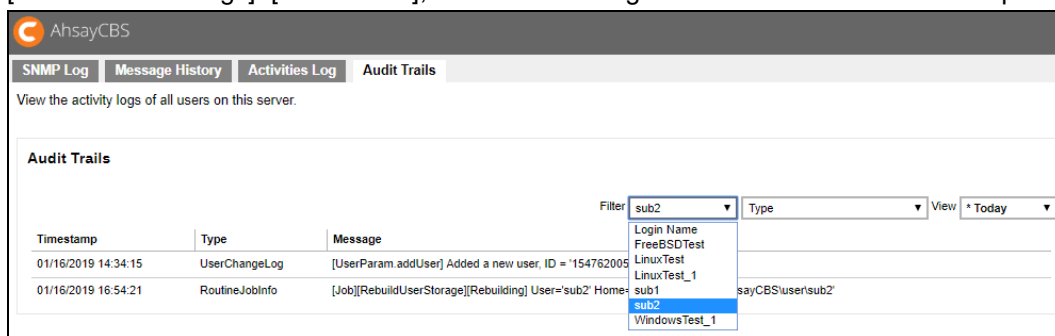 AhsayCBS
SNMP Log Message History Activities Log Audit Trails
View the activity logs of all users on this server.
Audit Trails
Filter sub2 Type View * Today
Login Name
FreeBSDTest
LinuxTest
LinuxTest_1
sub1
sub2
WindowsTest_1
Timestamp Type Message
01/16/2019 14:34:15 UserChangeLog [UserParam.addUser] Added a new user, ID = '154762005
01/16/2019 16:54:21 RoutineJobInfo [Job][RebuildUserStorage][Rebuilding] User='sub2' Home= sayCBS\user\sub2'